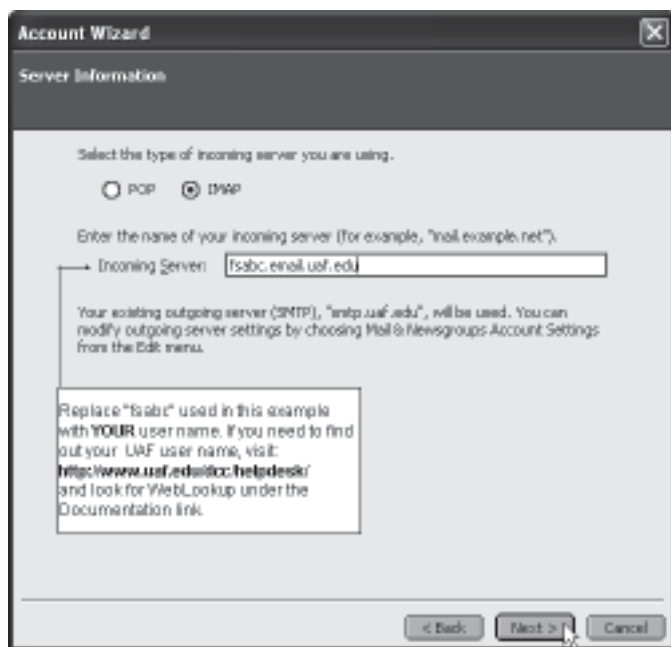 Account Wizard
Server Information
Select the type of incoming server you are using.
POP IMAP
Enter the name of your incoming server (for example, "mail.example.net").
Incoming Server: fsabc.email.uaf.edu
Your existing outgoing server (SMTP), "smtp.uaf.edu", will be used. You can
modify outgoing server settings by choosing Mail & Newsgroups Account Settings
from the Edit menu.
Replace "fsabc" used in this example
with YOUR user name. If you need to find
out your UAF user name, visit:
http://www.uaf.edu/dcc/helpdesk/
and look for WebLookup under the
Documentation link.
< Back Next > Cancel